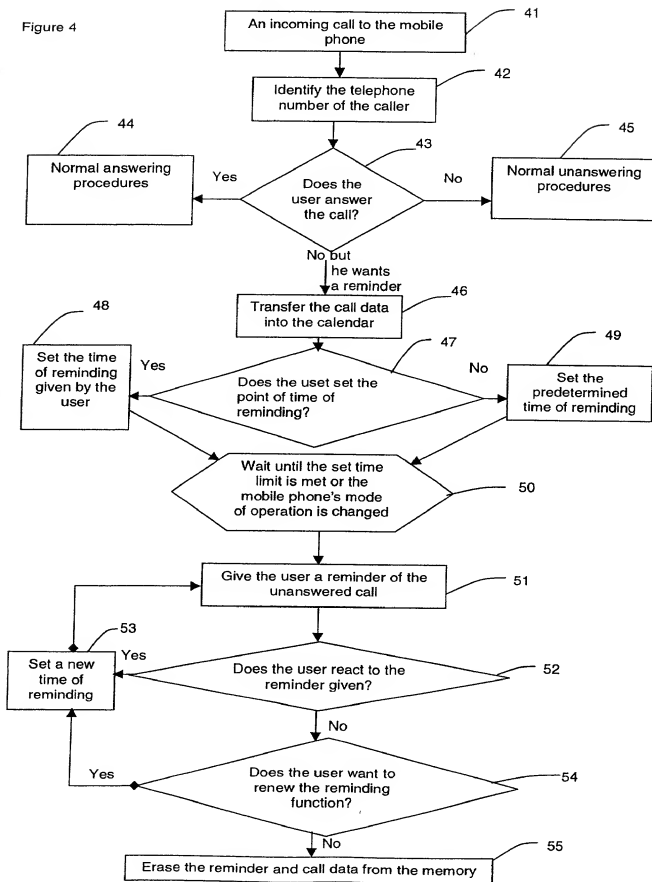 Figure 4
41
An incoming call to the mobile
phone
42
Identify the telephone
number of the caller
44
43
45
Normal answering
procedures
Yes
Does the
user answer
the call?
No
Normal unanswering
procedures
No but
he wants
a reminder
46
Transfer the call data
into the calendar
48
47
49
Set the time
of reminding
given by the
user
Yes
Does the uset set the
point of time of
reminding?
No
Set the
predetermined
time of reminding
Wait until the set time
limit is met or the
mobile phone's mode
of operation is changed
50
Give the user a reminder of the
unanswered call
51
53
Set a new
time of
reminding
Yes
Does the user react to the
reminder given?
52
No
Yes
Does the user want to
renew the reminding
function?
54
No
55
Erase the reminder and call data from the memory